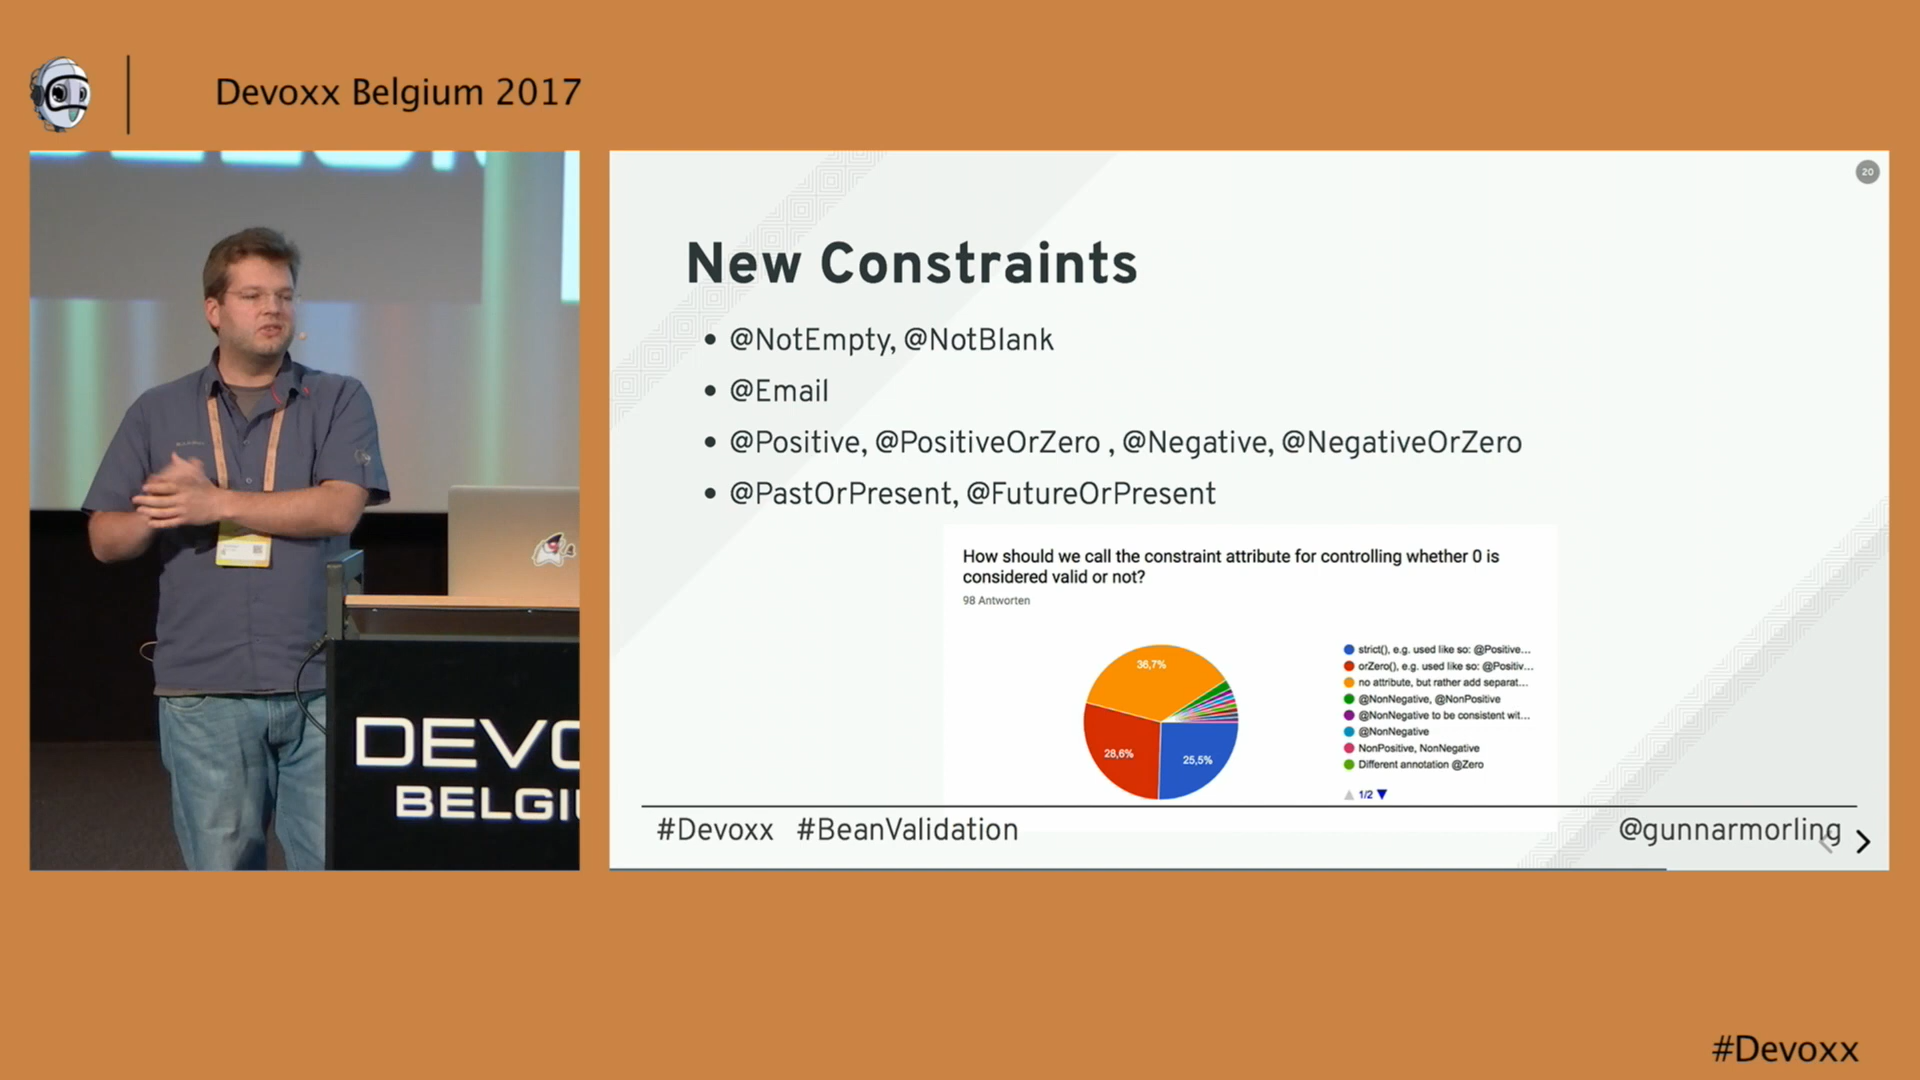 Devoxx Belgium 2017
20
New Constraints
@NotEmpty, @NotBlank
@Email
@Positive, @PositiveOrZero , @Negative, @NegativeOrZero
@PastOrPresent, @FutureOrPresent
How should we call the constraint attribute for controlling whether 0 is
considered valid or not?
98 Antworten
36,7%
28,6%
25,5%
strict(), e.g. used like so: @Positive...
orZero(), e.g. used like so: @Positiv...
no attribute, but rather add separat...
@NonNegative, @NonPositive
@NonNegative to be consistent wit...
@NonNegative
NonPositive, NonNegative
Different annotation @Zero
1/2
#Devoxx #BeanValidation
@gunnarmorling
DEVO
BELGI
#Devoxx